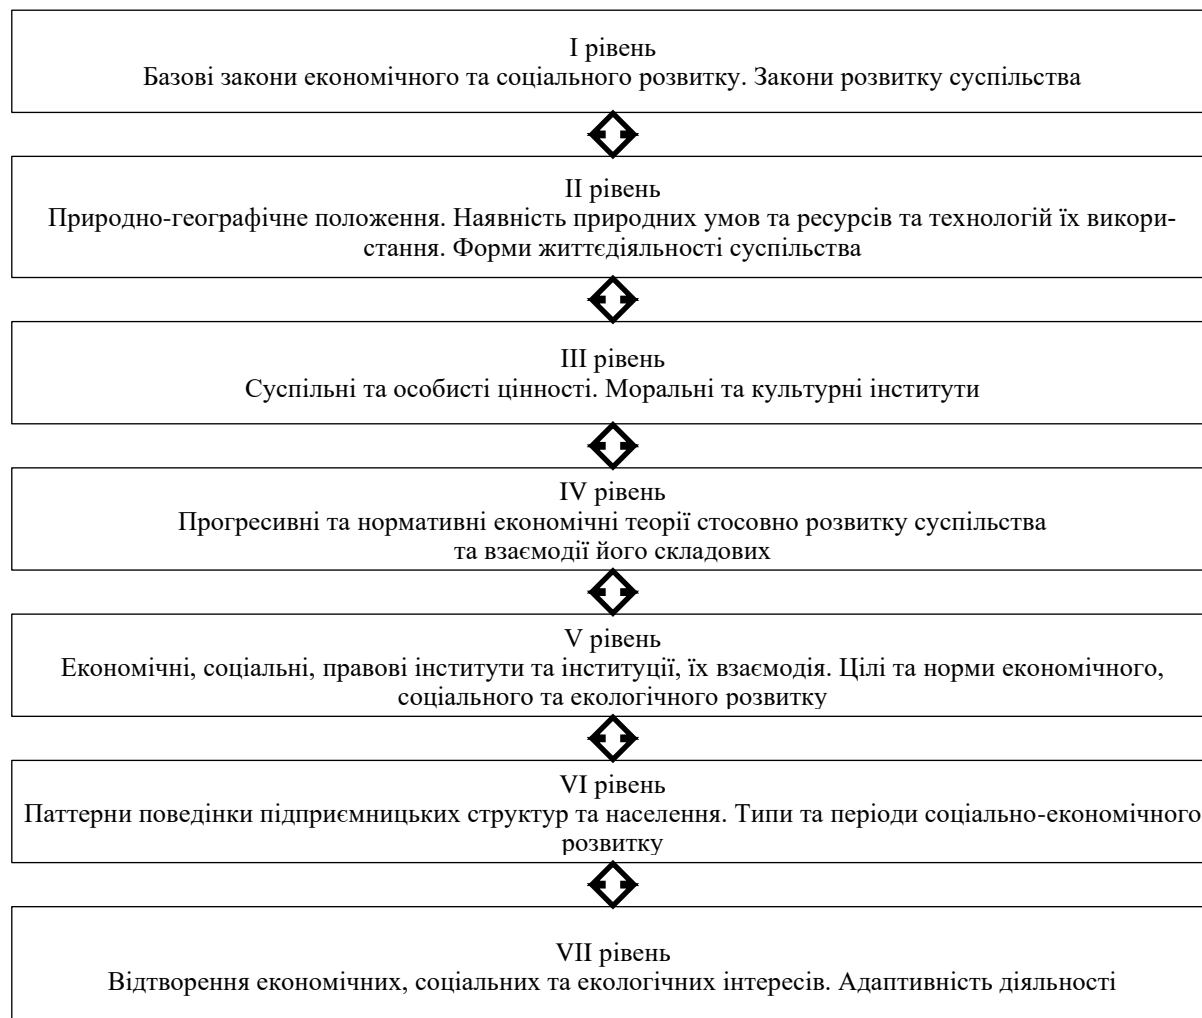 I рівень
Базові закони економічного та соціального розвитку. Закони розвитку суспільства
II рівень
Природно-географічне положення. Наявність природних умов та ресурсів та технологій їх викори-
стання. Форми життєдіяльності суспільства
III рівень
Суспільні та особисті цінності. Моральні та культурні інститути
IV рівень
Прогресивні та нормативні економічні теорії стосовно розвитку суспільства
та взаємодії його складових
V рівень
Економічні, соціальні, правові інститути та інституції, їх взаємодія. Цілі та норми економічного,
соціального та екологічного розвитку
VI рівень
Паттерни поведінки підприємницьких структур та населення. Типи та періоди соціально-економічного
розвитку
VII рівень
Відтворення економічних, соціальних та екологічних інтересів. Адаптивність діяльності